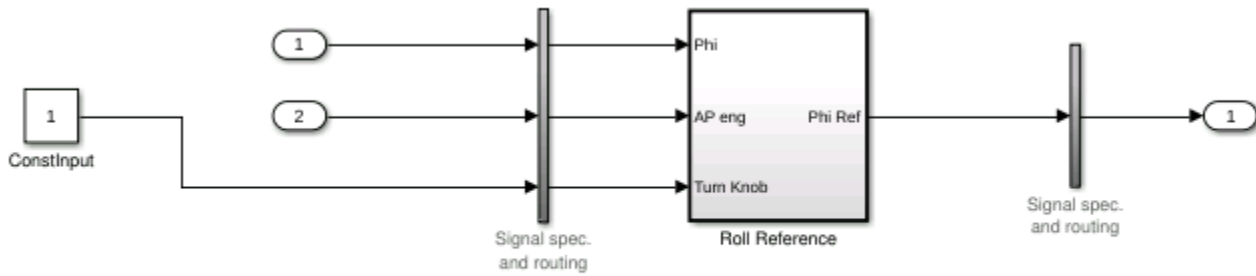 1
Phi
1
ConstInput
2
AP eng
Phi Ref
1
Turn Knob
Signal spec.
and routing
Roll Reference
Signal spec.
and routing